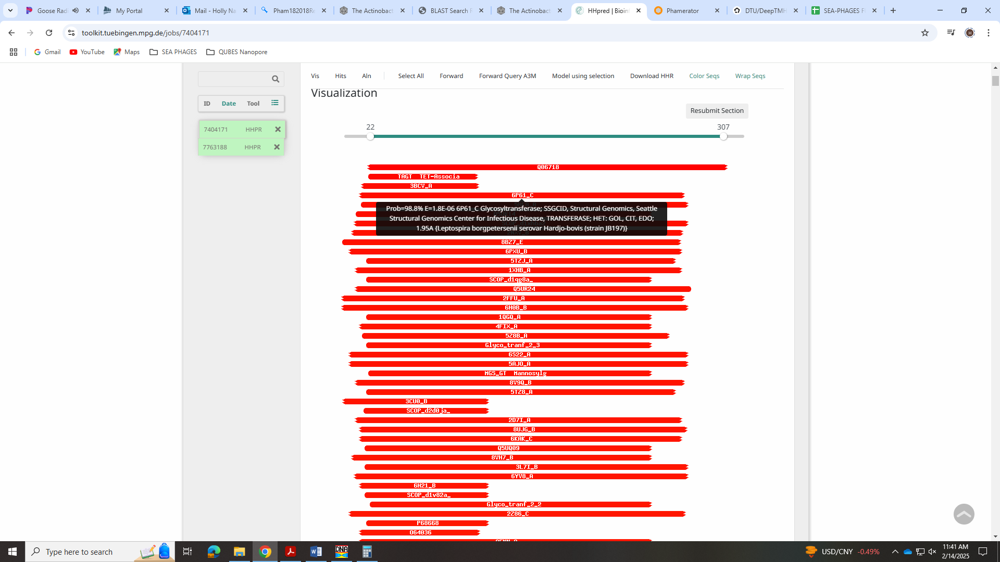 Goose Radi
My Portal
Mail - Holly Na
Pham182018Re
The Actinobact
BLAST Search R
The Actinobact
HHpred | Bioinf
Phamerator
DTU/DeepTMH
SEA-PHAGES F
toolkit.tuebingen.mpg.de/jobs/7404171
H
Gmail
YouTube
Maps
SEA PHAGES
QUBES Nanopore
Vis Hits Aln Select All Forward Forward Query A3M Model using selection Download HHR Color Seqs Wrap Seqs
ID Date Tool
7404171 HHPR
7763188 HHPR
Visualization
Resubmit Section
22 307
Q06718
TAGT TET-Associa
3BCV_A
6P61_C
Prob=98.8% E=1.8E-06 6P61_C Glycosyltransferase; SSGCID, Structural Genomics, Seattle
Structural Genomics Center for Infectious Disease, TRANSFERASE; HET: GOL, CIT, EDO;
1.95A {Leptospira borgpetersenii serovar Hardjo-bovis (strain JB197)}
8BZ7_E
6PXU_B
5TZJ_A
1XHB_A
SCOP_d1qg8a_
Q5UR24
2FFU_A
6H0B_B
1QGQ_A
4FIX_A
5Z8B_A
Glyco_tranf_2_3
6S22_A
5AJO_A
MGS_GT Mannosylg
8V9Q_B
5TZ8_A
3CU0_B
SCOP_d2d0ja_
2D7I_A
8UJG_B
6KAK_C
Q5UQ09
8VH7_B
3L7I_B
6YV8_A
6H21_B
SCOP_d1v82a_
Glyco_tranf_2_2
2Z86_C
P68668
O64036
Type here to search
DNA
USD/CNY -0.49%
11:41 AM
2/14/2025